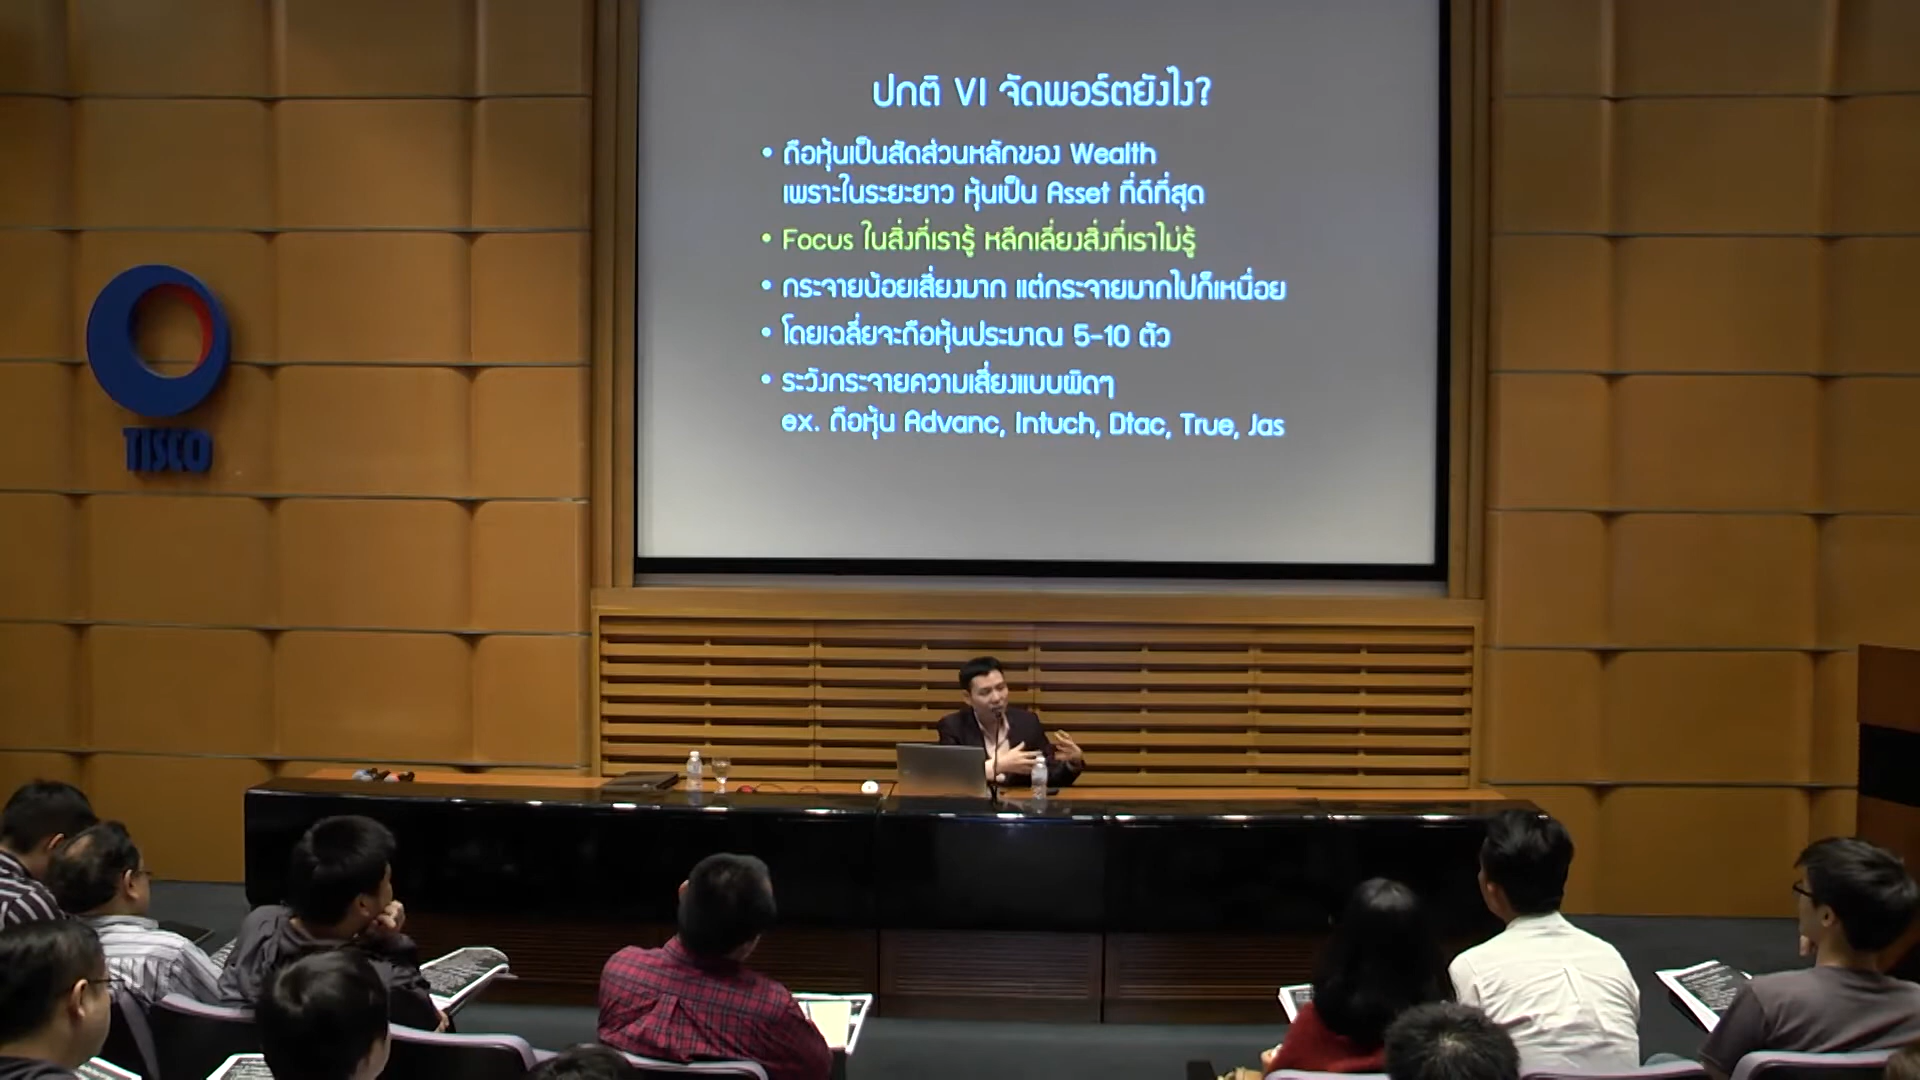 ปกติ VI จัดพอร์ตยังไง?
• ถือหุ้นเป็นสัดส่วนหลักของ Wealth
เพราะในระยะยาว หุ้นเป็น Asset ที่ดีที่สุด
• Focus ในสิ่งที่เรารู้ หลีกเลี่ยงสิ่งที่เราไม่รู้
• กระจายน้อยเสี่ยงมาก แต่กระจายมากไปก็เหนื่อย
• โดยเฉลี่ยจะถือหุ้นประมาณ 5-10 ตัว
• ระวังกระจายความเสี่ยงแบบผิดๆ
ex. ถือหุ้น Advanc, Intuch, Dtac, True, Jas
TISCO